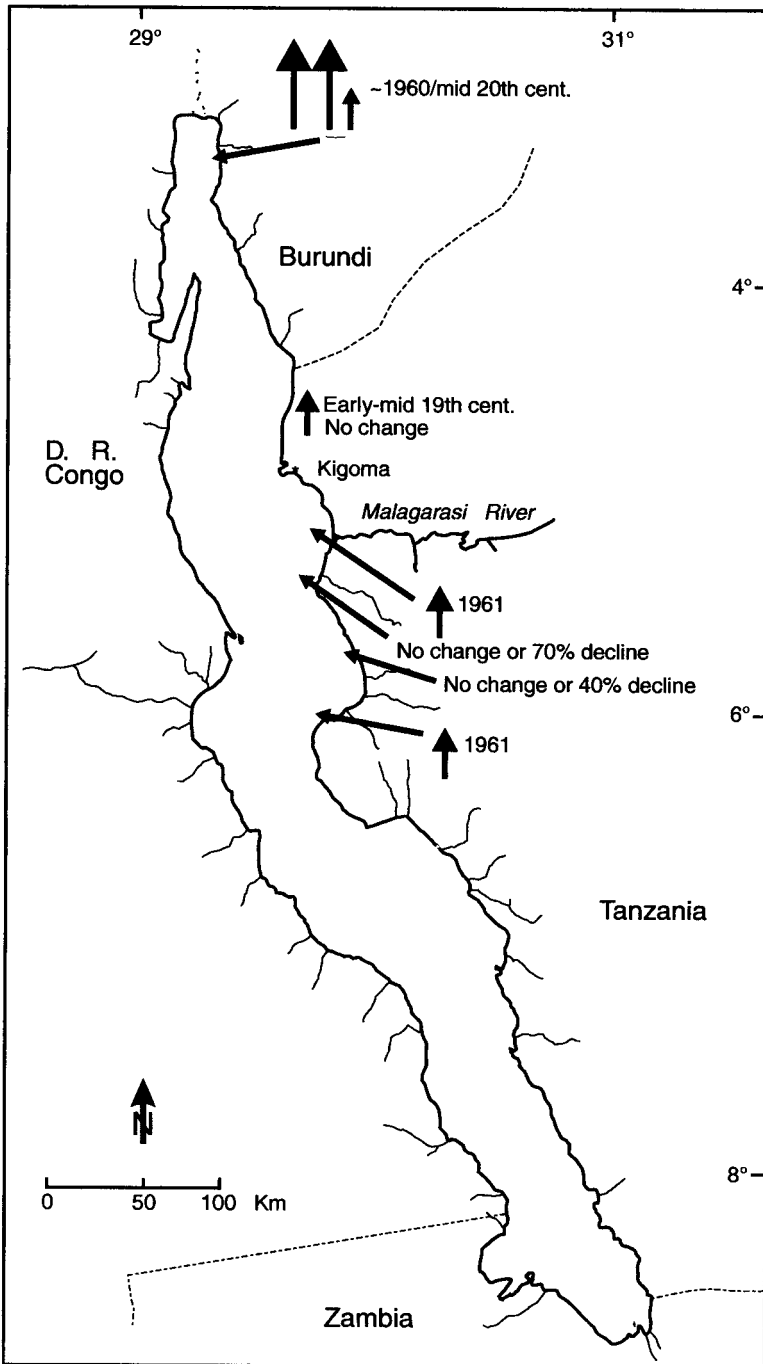 29°
31°
~1960/mid 20th cent.
Burundi
4°
Early-mid 19th cent.
No change
D. R.
Congo
Kigoma
Malagarasi River
1961
No change or 70% decline
No change or 40% decline
6°
1961
Tanzania
N
0 50 100 Km
8°
Zambia